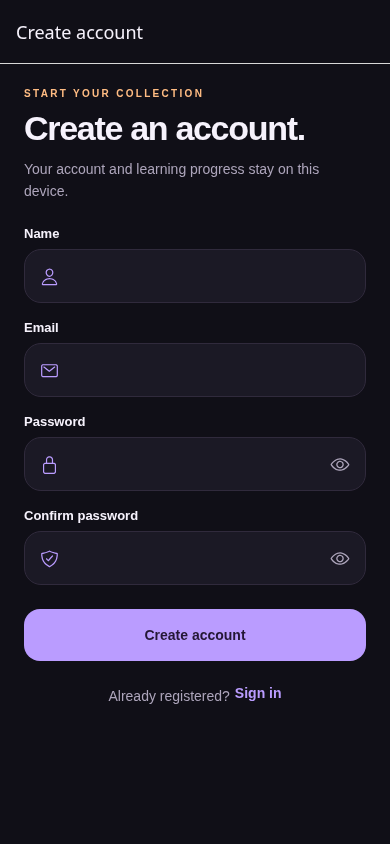 Create account
START YOUR COLLECTION
Create an account.
Your account and learning progress stay on this
device.
Name
Email
Password
Confirm password
Create account
Already registered? Sign in